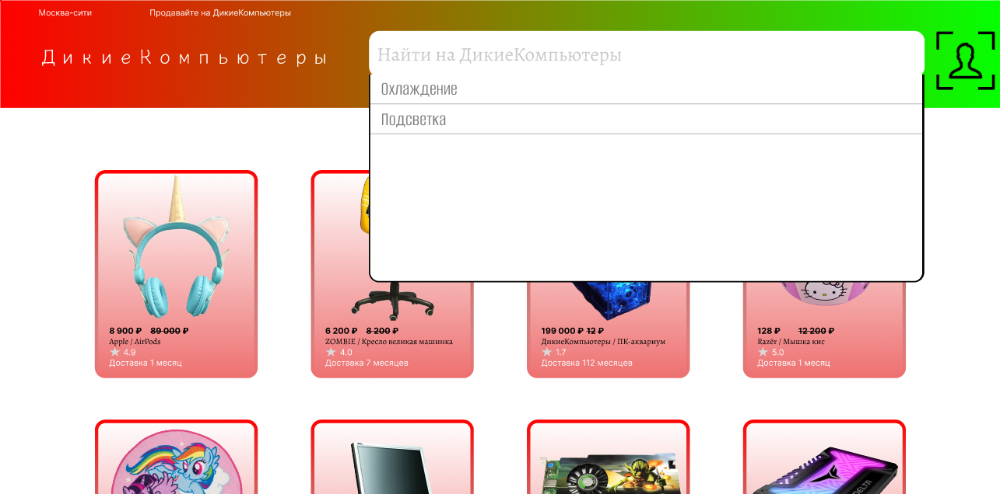 Москва-сити
Продавайте на ДикиеКомпьютеры
ДикиеКомпьютеры
Найти на ДикиеКомпьютеры
Охлаждение
Подсветка
8 900 ₽ 89 000 ₽
Apple / AirPods
4.9
Доставка 1 месяц
6 200 ₽ 8 200 ₽
ZOMBIE / Кресло великая машинка
4.0
Доставка 7 месяцев
199 000 ₽ 12 ₽
ДикиеКомпьютеры / ПК-аквариум
1.7
Доставка 112 месяцев
128 ₽ 12 200 ₽
Razёr / Мышка кис
5.0
Доставка 1 месяц